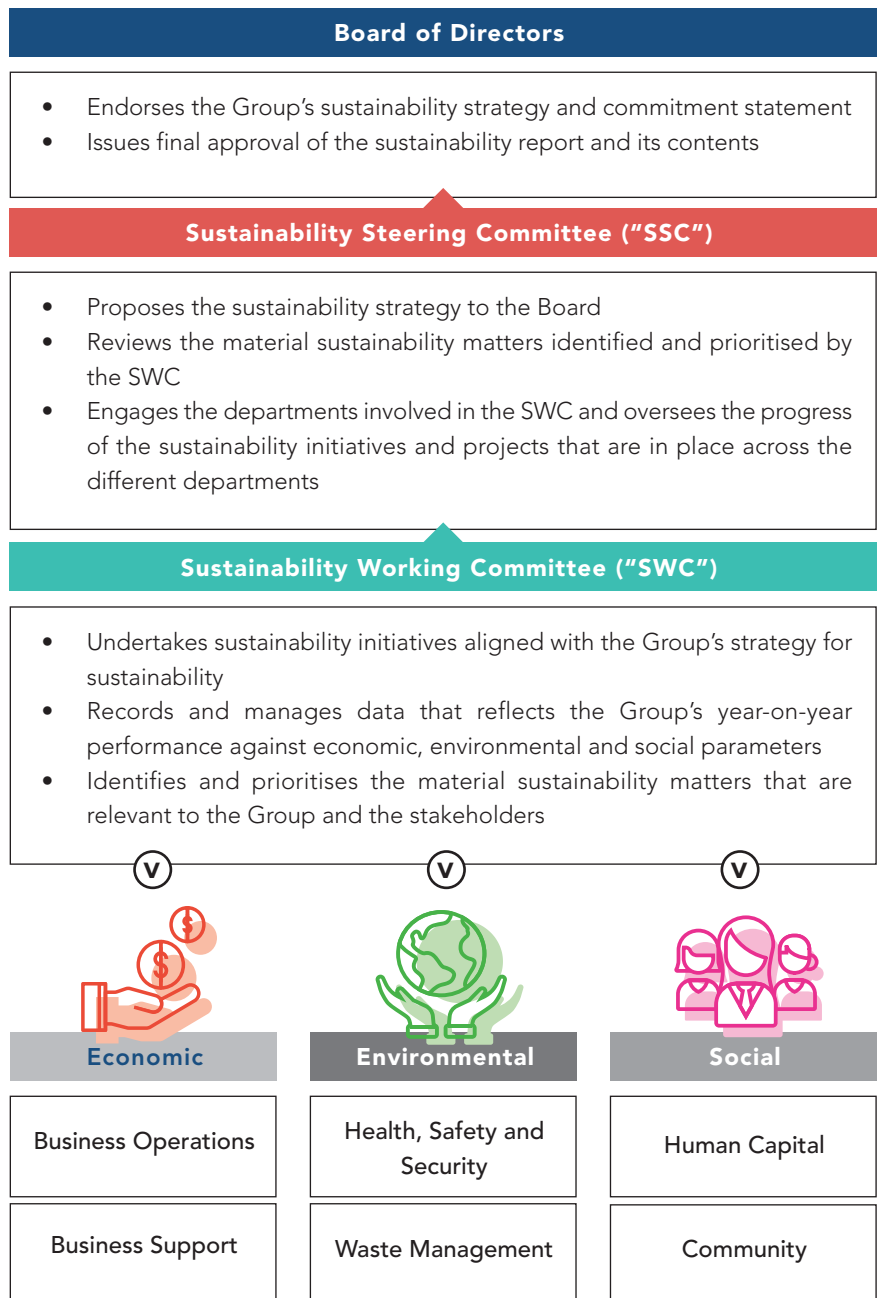 Board of Directors
• Endorses the Group’s sustainability strategy and commitment statement
• Issues final approval of the sustainability report and its contents
Sustainability Steering Committee (“SSC”)
• Proposes the sustainability strategy to the Board
• Reviews the material sustainability matters identified and prioritised by
the SWC
• Engages the departments involved in the SWC and oversees the progress
of the sustainability initiatives and projects that are in place across the
different departments
Sustainability Working Committee (“SWC”)
• Undertakes sustainability initiatives aligned with the Group’s strategy for
sustainability
• Records and manages data that reflects the Group’s year-on-year
performance against economic, environmental and social parameters
• Identifies and prioritises the material sustainability matters that are
relevant to the Group and the stakeholders
V
V
V
$
$
Economic
Environmental
Social
Business Operations
Health, Safety and
Security
Human Capital
Business Support
Waste Management
Community